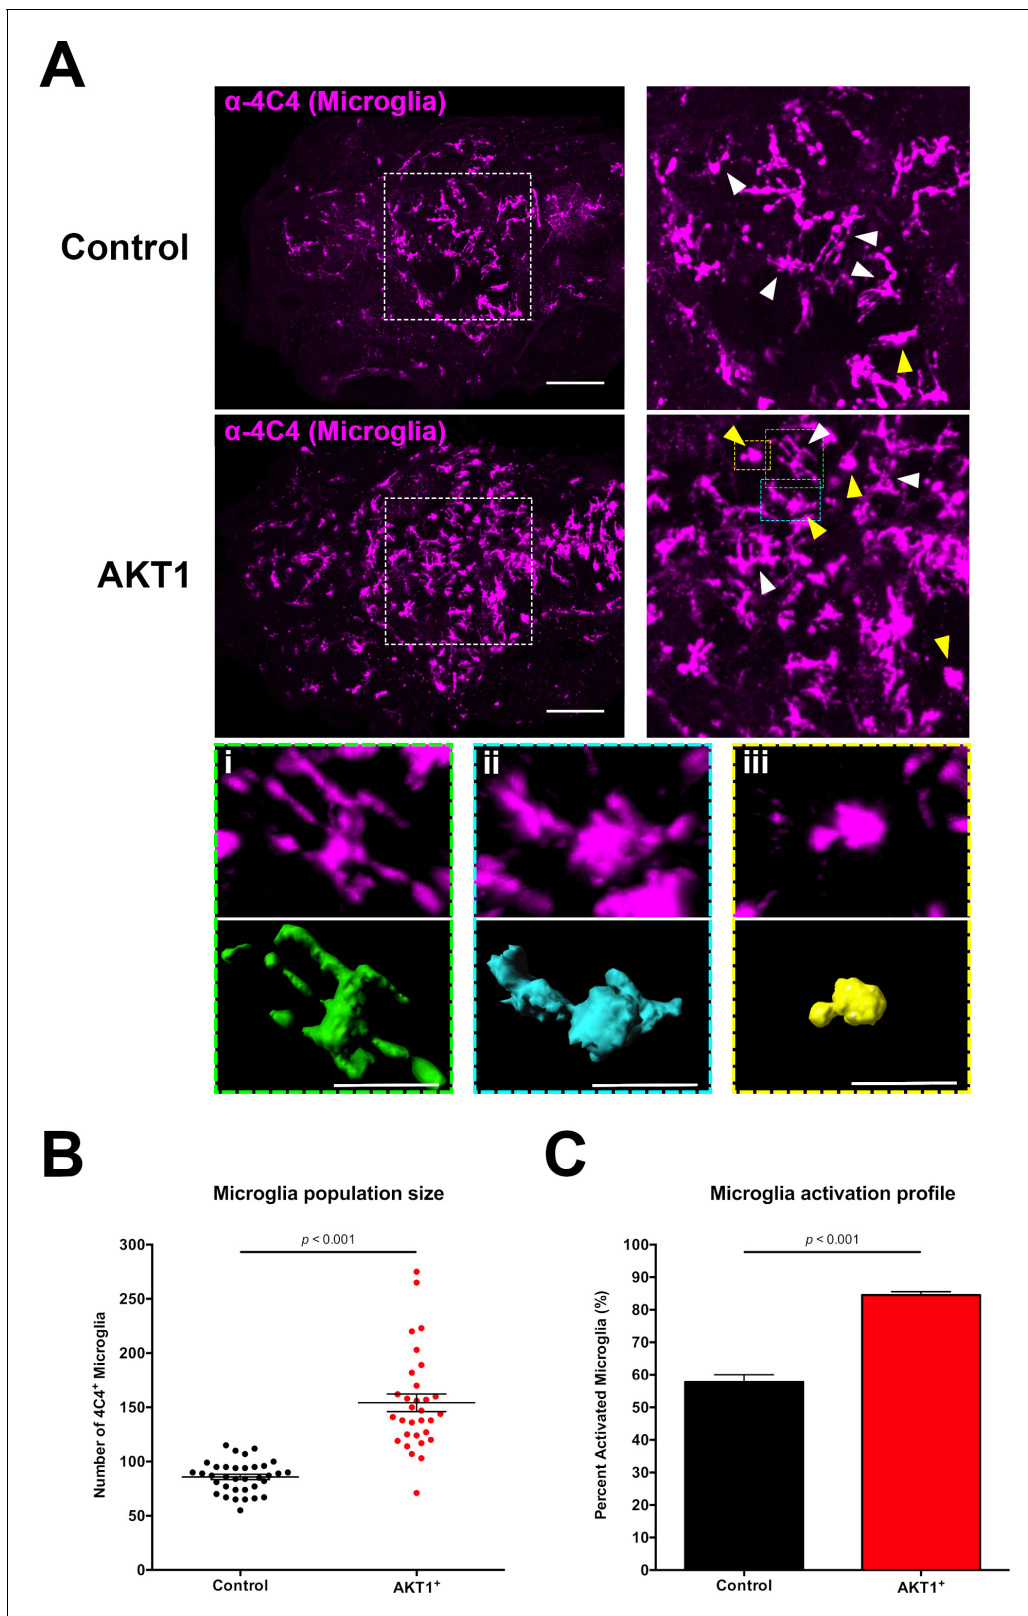 A
α-4C4 (Microglia)
Control
α-4C4 (Microglia)
AKT1
i
ii
iii
B
Microglia population size
p < 0.001
Number of 4C4⁺ Microglia
300
250
200
150
100
50
0
Control
AKT1⁺
C
Microglia activation profile
p < 0.001
Percent Activated Microglia (%)
100
90
80
70
60
50
40
30
20
10
0
Control
AKT1⁺